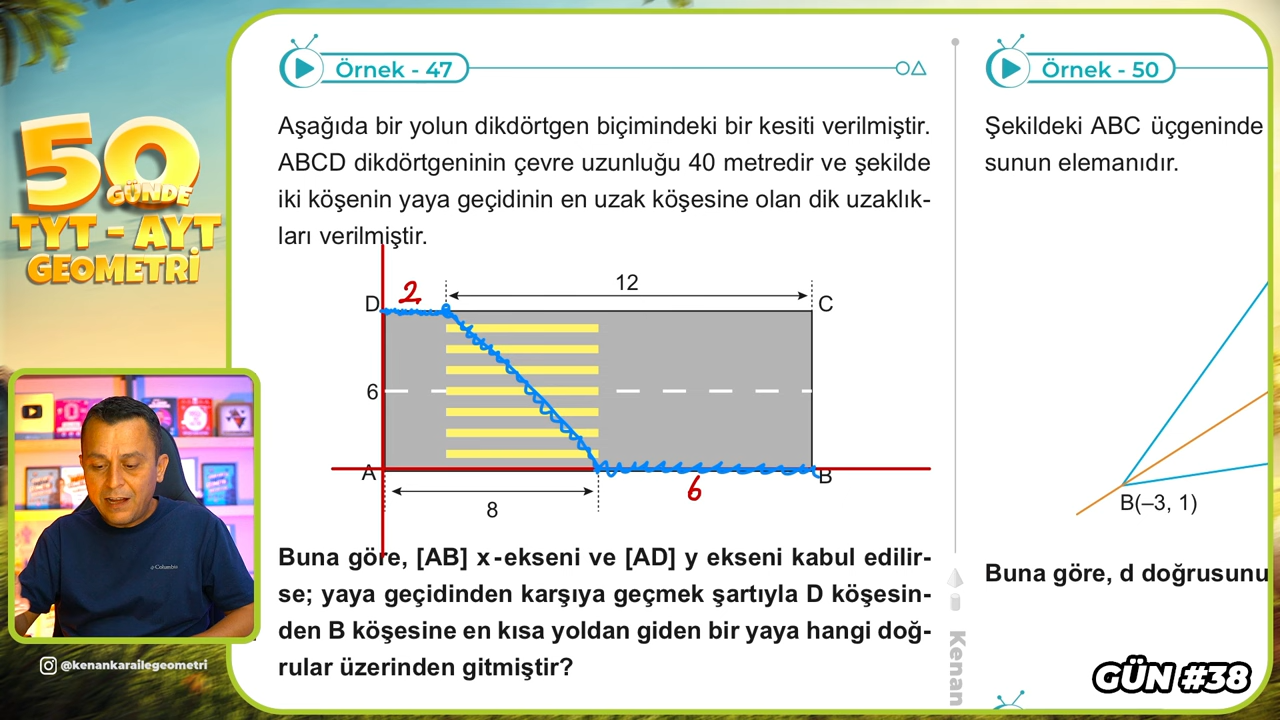 50
GÜNDE
TYT - AYT
GEOMETRİ
@kenankarailegeometri
Örnek - 47
Aşağıda bir yolun dikdörtgen biçimindeki bir kesiti verilmiştir.
ABCD dikdörtgeninin çevre uzunluğu 40 metredir ve şekilde
iki köşenin yaya geçidinin en uzak köşesine olan dik uzaklık-
ları verilmiştir.
2
12
D
C
6
A
B
8
6
Buna göre, [AB] x-ekseni ve [AD] y ekseni kabul edilir-
se; yaya geçidinden karşıya geçmek şartıyla D köşesin-
den B köşesine en kısa yoldan giden bir yaya hangi doğ-
rular üzerinden gitmiştir?
Kenan
Örnek - 50
Şekildeki ABC üçgeninde
sunun elemanıdır.
B(–3, 1)
Buna göre, d doğrusunu
GÜN #38